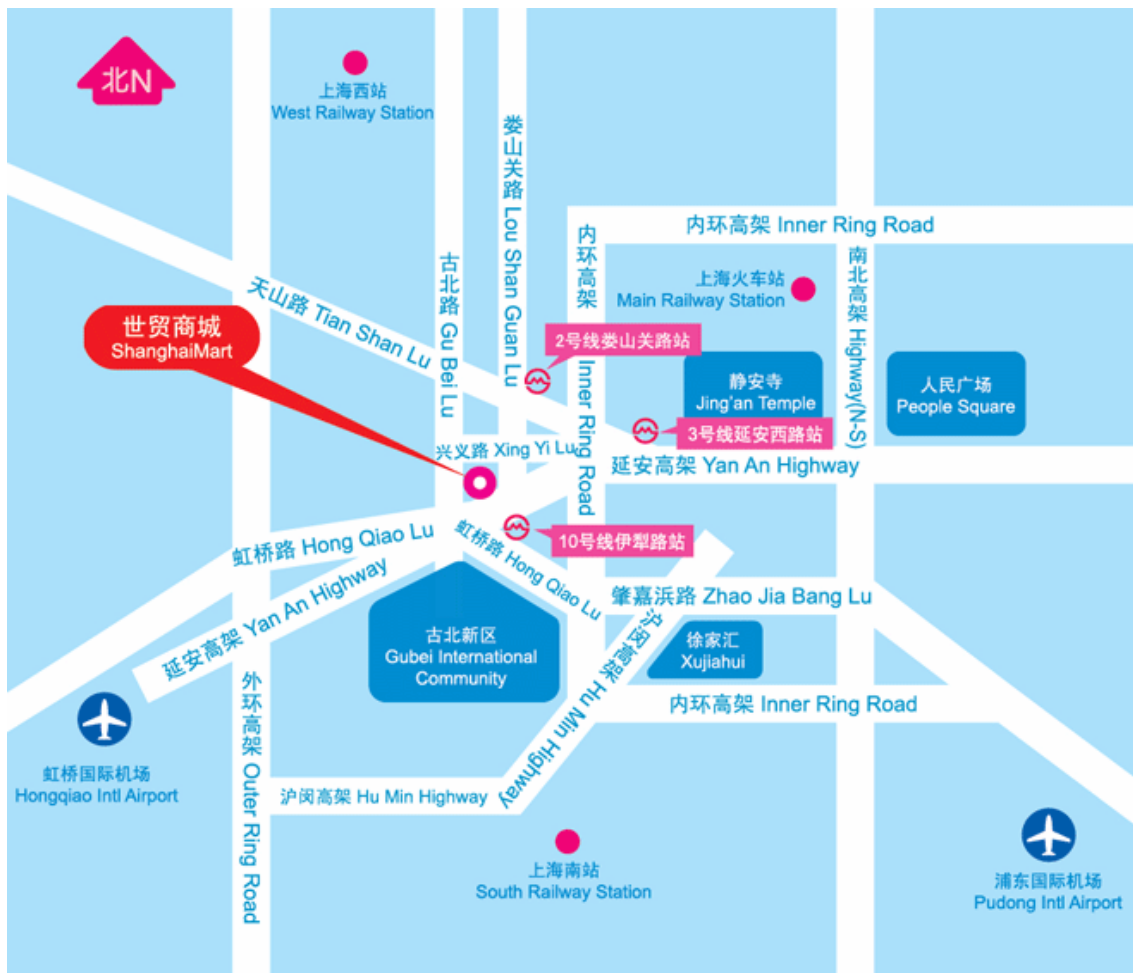 北N
上海西站
West Railway Station
娄山关路 Lou Shan Guan Lu
内环高架 Inner Ring Road
内环高架 Inner Ring Road
南北高架 Highway(N-S)
古北路 Gu Bei Lu
上海火车站
Main Railway Station
天山路 Tian Shan Lu
世贸商城
ShanghaiMart
2号线娄山关路站
静安寺
Jing'an Temple
人民广场
People Square
3号线延安西路站
兴义路 Xing Yi Lu
延安高架 Yan An Highway
虹桥路 Hong Qiao Lu
10号线伊犁路站
虹桥路 Hong Qiao Lu
延安高架 Yan An Highway
肇嘉浜路 Zhao Jia Bang Lu
古北新区
Gubei International
Community
沪闵高架 Hu Min Highway
徐家汇
Xujiahui
外环高架 Outer Ring Road
内环高架 Inner Ring Road
虹桥国际机场
Hongqiao Intl Airport
沪闵高架 Hu Min Highway
上海南站
South Railway Station
浦东国际机场
Pudong Intl Airport